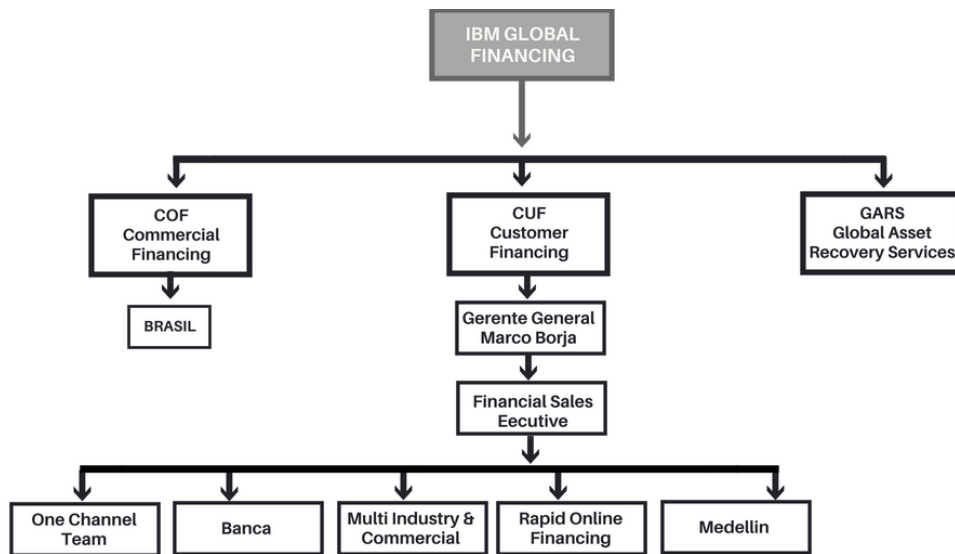 IBM GLOBAL
FINANCING
COF
Commercial
Financing
CUF
Customer
Financing
GARS
Global Asset
Recovery Services
BRASIL
Gerente General
Marco Borja
Financial Sales
Eecutive
One Channel
Team
Banca
Multi Industry &
Commercial
Rapid Online
Financing
Medellin